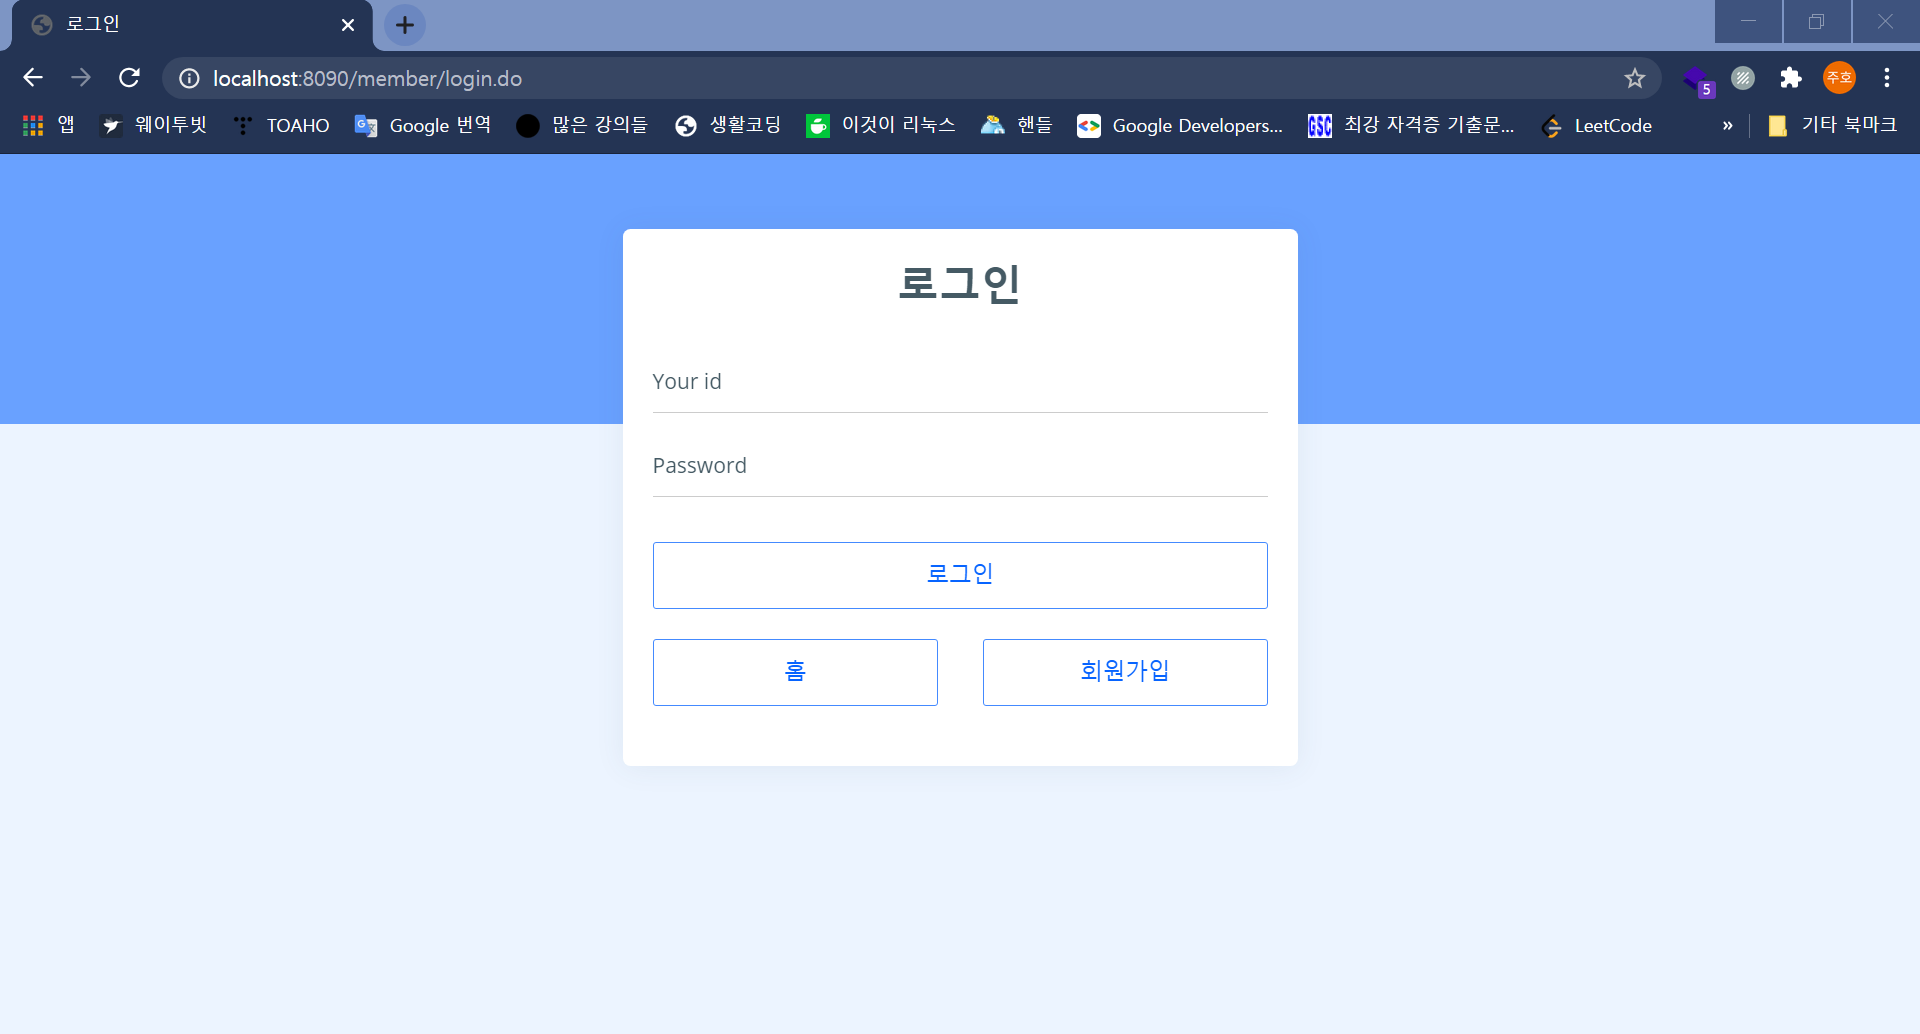 로그인
localhost:8090/member/login.do
5
주호
앱 웨이투빗 TOAHO Google 번역 많은 강의들 생활코딩 이것이 리눅스 핸들 Google Developers... GSC 최강 자격증 기출문... LeetCode » 기타 북마크
로그인
Your id
Password
로그인
홈 회원가입